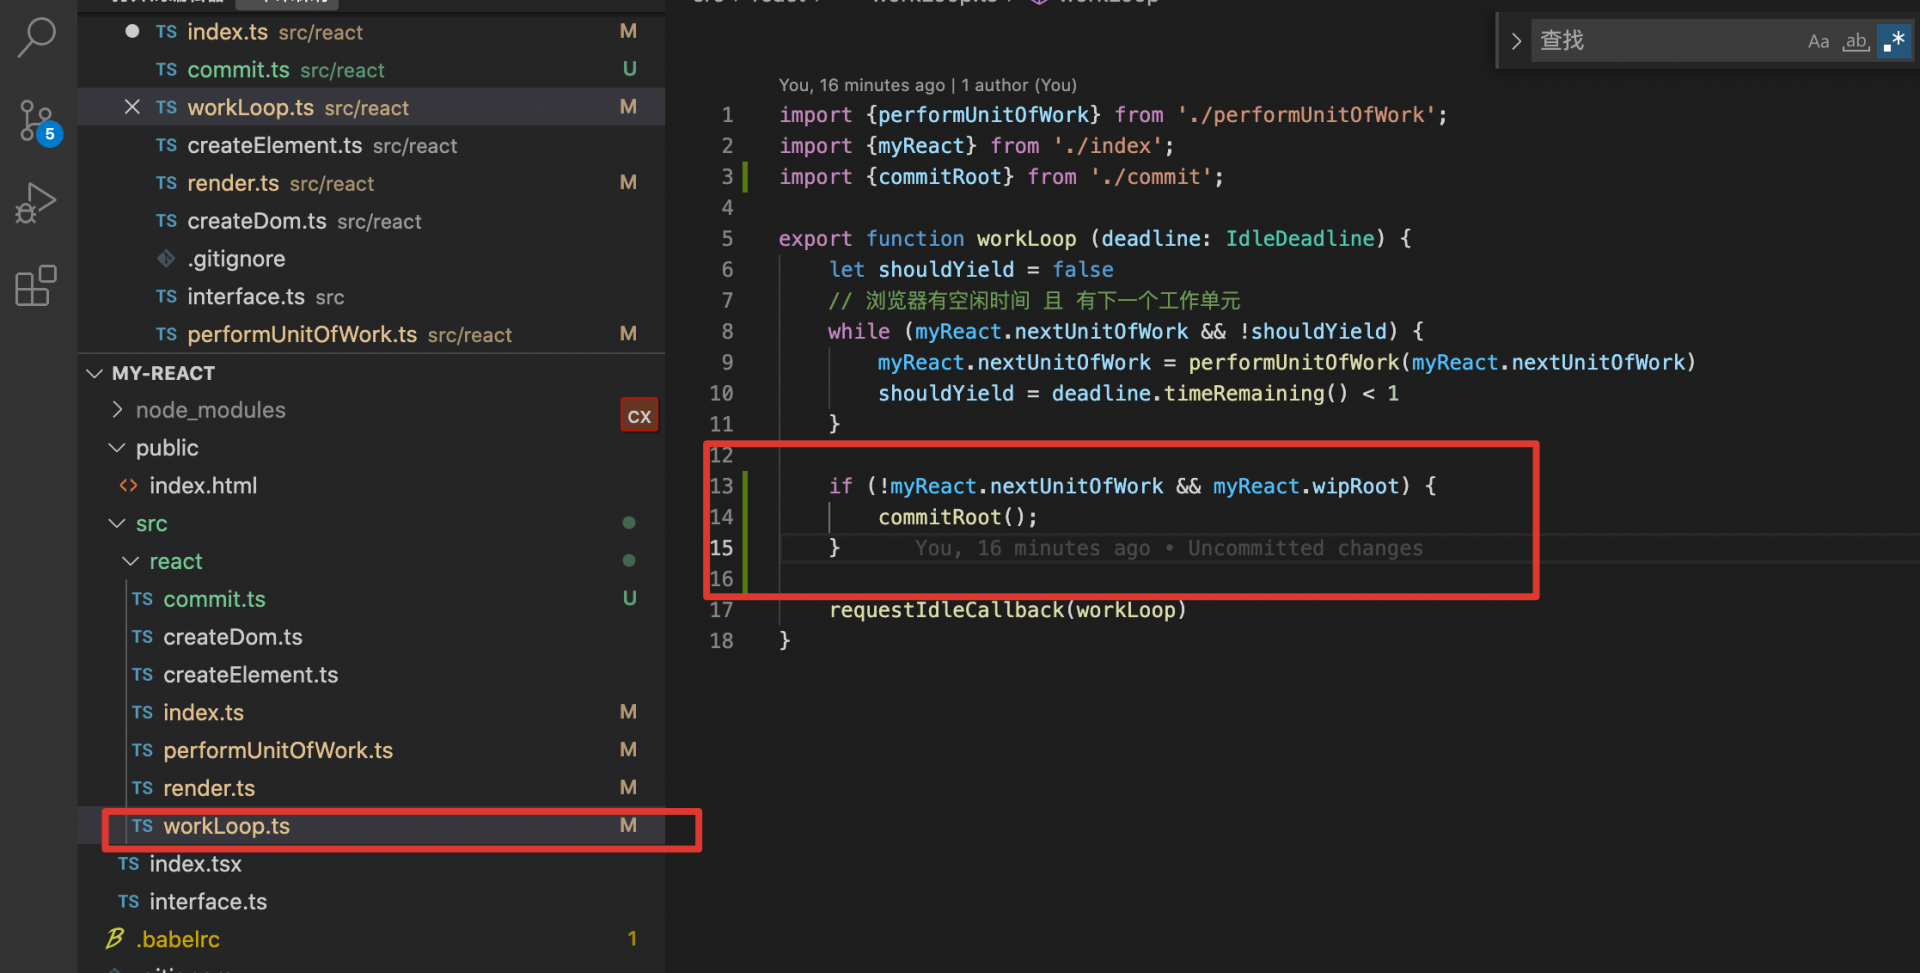 TS index.ts src/react M
TS commit.ts src/react U
TS workLoop.ts src/react M
TS createElement.ts src/react
TS render.ts src/react M
TS createDom.ts src/react
.gitignore
TS interface.ts src
TS performUnitOfWork.ts src/react M
5
MY-REACT
node_modules
CX
public
<> index.html
src
react
TS commit.ts U
TS createDom.ts
TS createElement.ts
TS index.ts M
TS performUnitOfWork.ts M
TS render.ts M
TS workLoop.ts M
TS index.tsx
TS interface.ts
B .babelrc 1
查找 Aa ab .*
You, 16 minutes ago | 1 author (You)
1 import {performUnitOfWork} from './performUnitOfWork';
2 import {myReact} from './index';
3 import {commitRoot} from './commit';
4
5 export function workLoop (deadline: IdleDeadline) {
6 let shouldYield = false
7 // 浏览器有空闲时间 且 有下一个工作单元
8 while (myReact.nextUnitOfWork && !shouldYield) {
9 myReact.nextUnitOfWork = performUnitOfWork(myReact.nextUnitOfWork)
10 shouldYield = deadline.timeRemaining() < 1
11 }
12
13 if (!myReact.nextUnitOfWork && myReact.wipRoot) {
14 commitRoot();
15 } You, 16 minutes ago • Uncommitted changes
16
17 requestIdleCallback(workLoop)
18 }